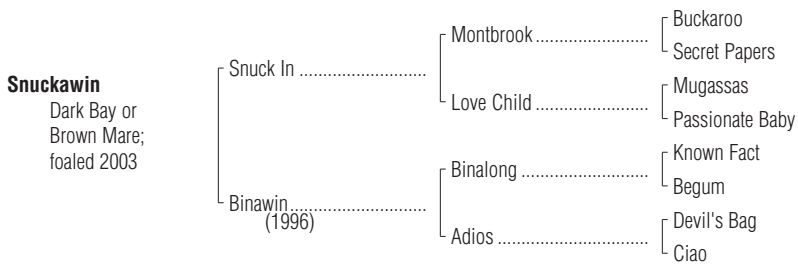 Snuckawin
Dark Bay or
Brown Mare;
foaled 2003
Snuck In ..............................
Binawin..............................
(1996)
Montbrook ..........................
Love Child ..........................
Binalong .............................
Adios ...................................
Buckaroo
Secret Papers
Mugassas
Passionate Baby
Known Fact
Begum
Devil's Bag
Ciao